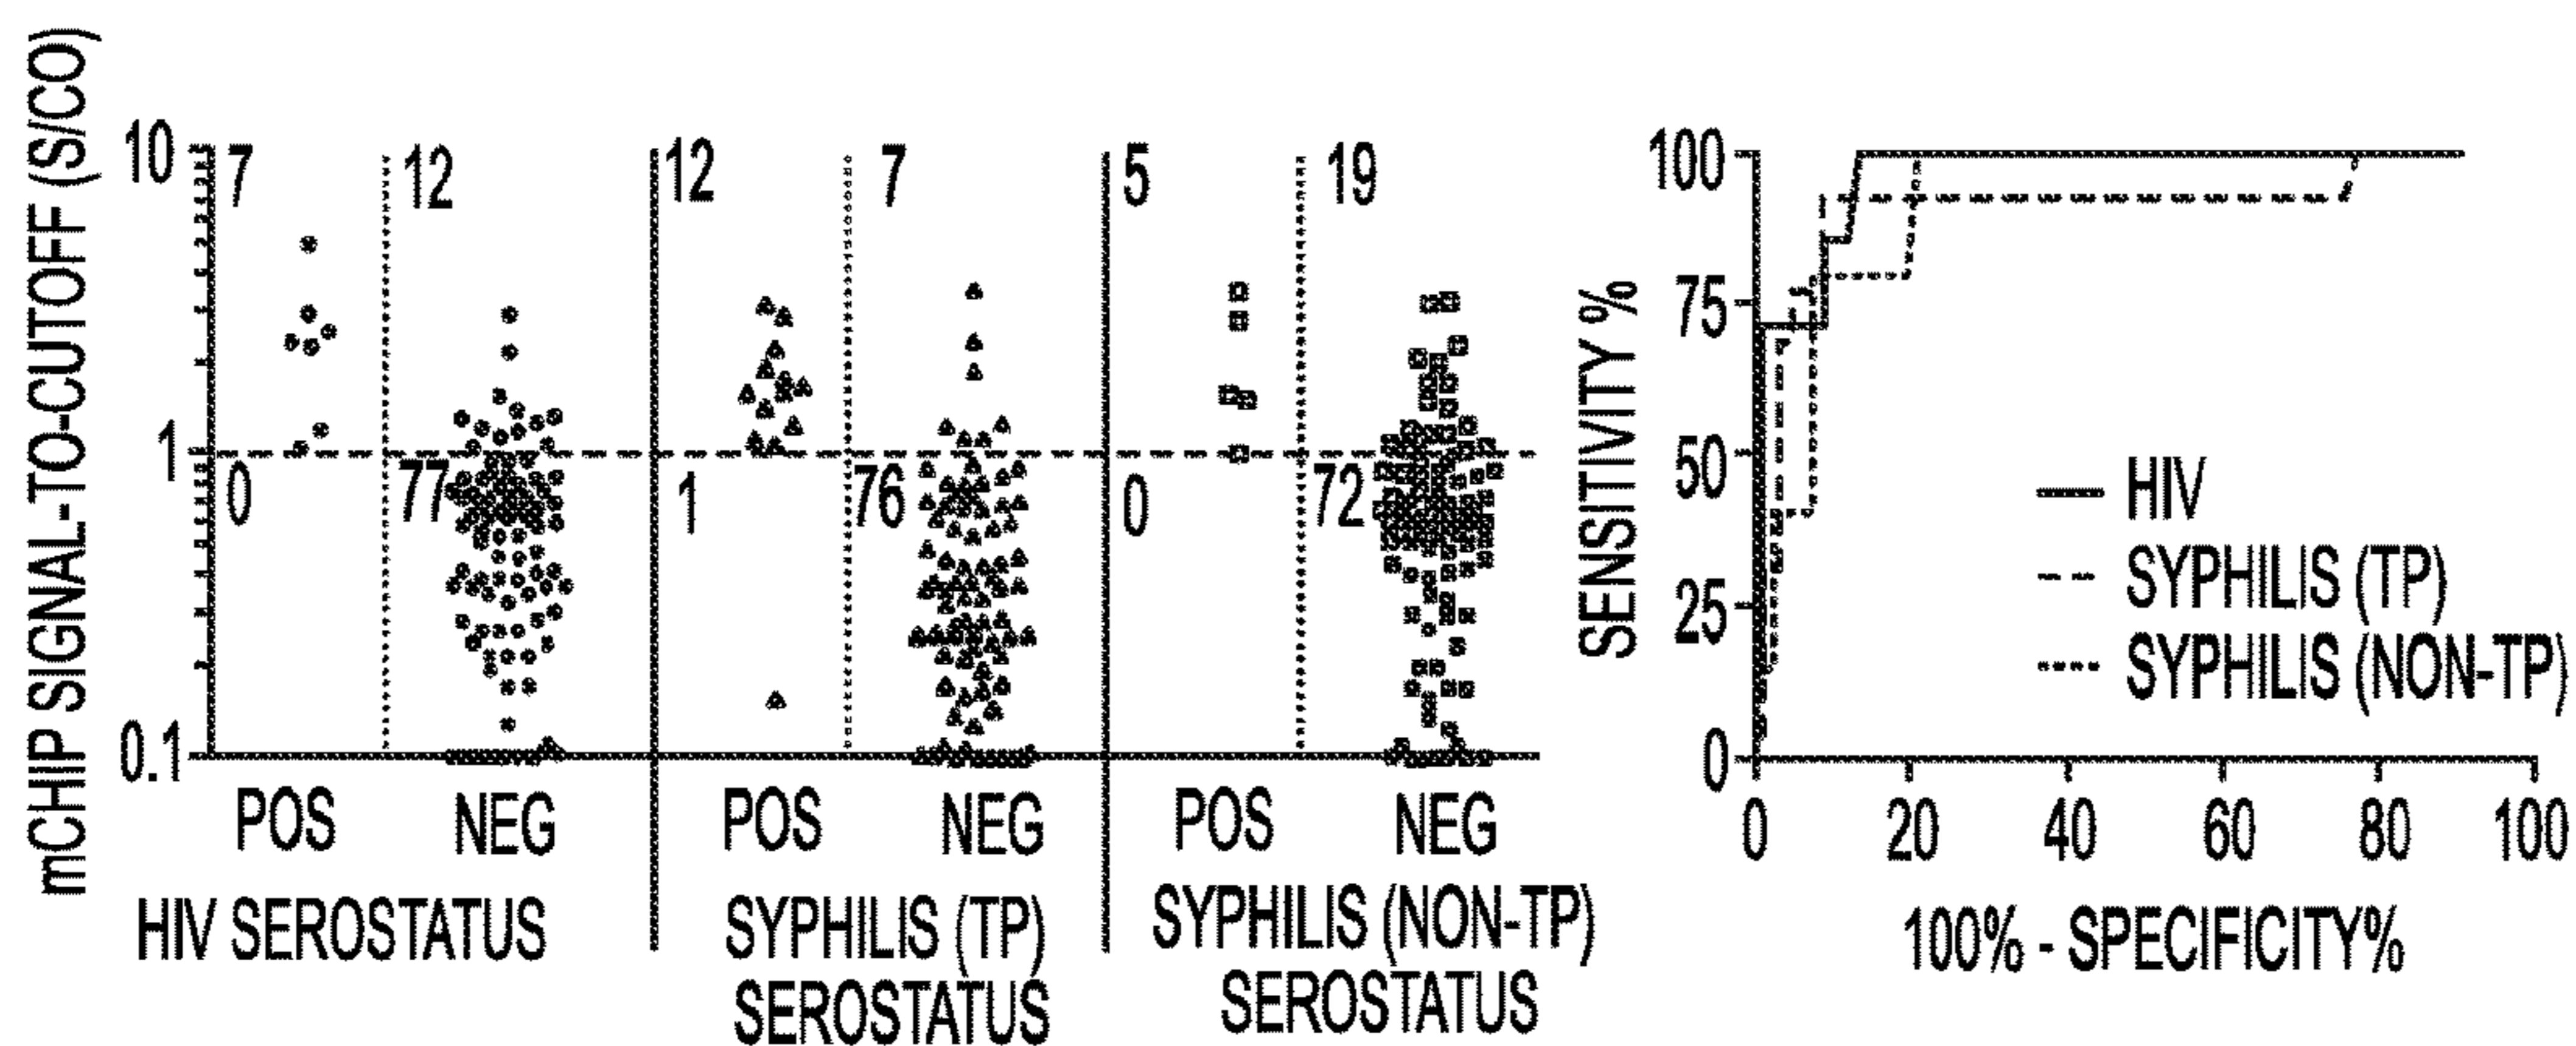 mCHIP SIGNAL-TO-CUTOFF (S/CO)
10
1
0.1
7
12
12
7
5
19
0
77
1
76
0
72
POS
NEG
POS
NEG
POS
NEG
HIV SEROSTATUS
SYPHILIS (TP)
SEROSTATUS
SYPHILIS (NON-TP)
SEROSTATUS
SENSITIVITY %
100
75
50
25
0
HIV
SYPHILIS (TP)
SYPHILIS (NON-TP)
0
20
40
60
80
100
100% - SPECIFICITY%